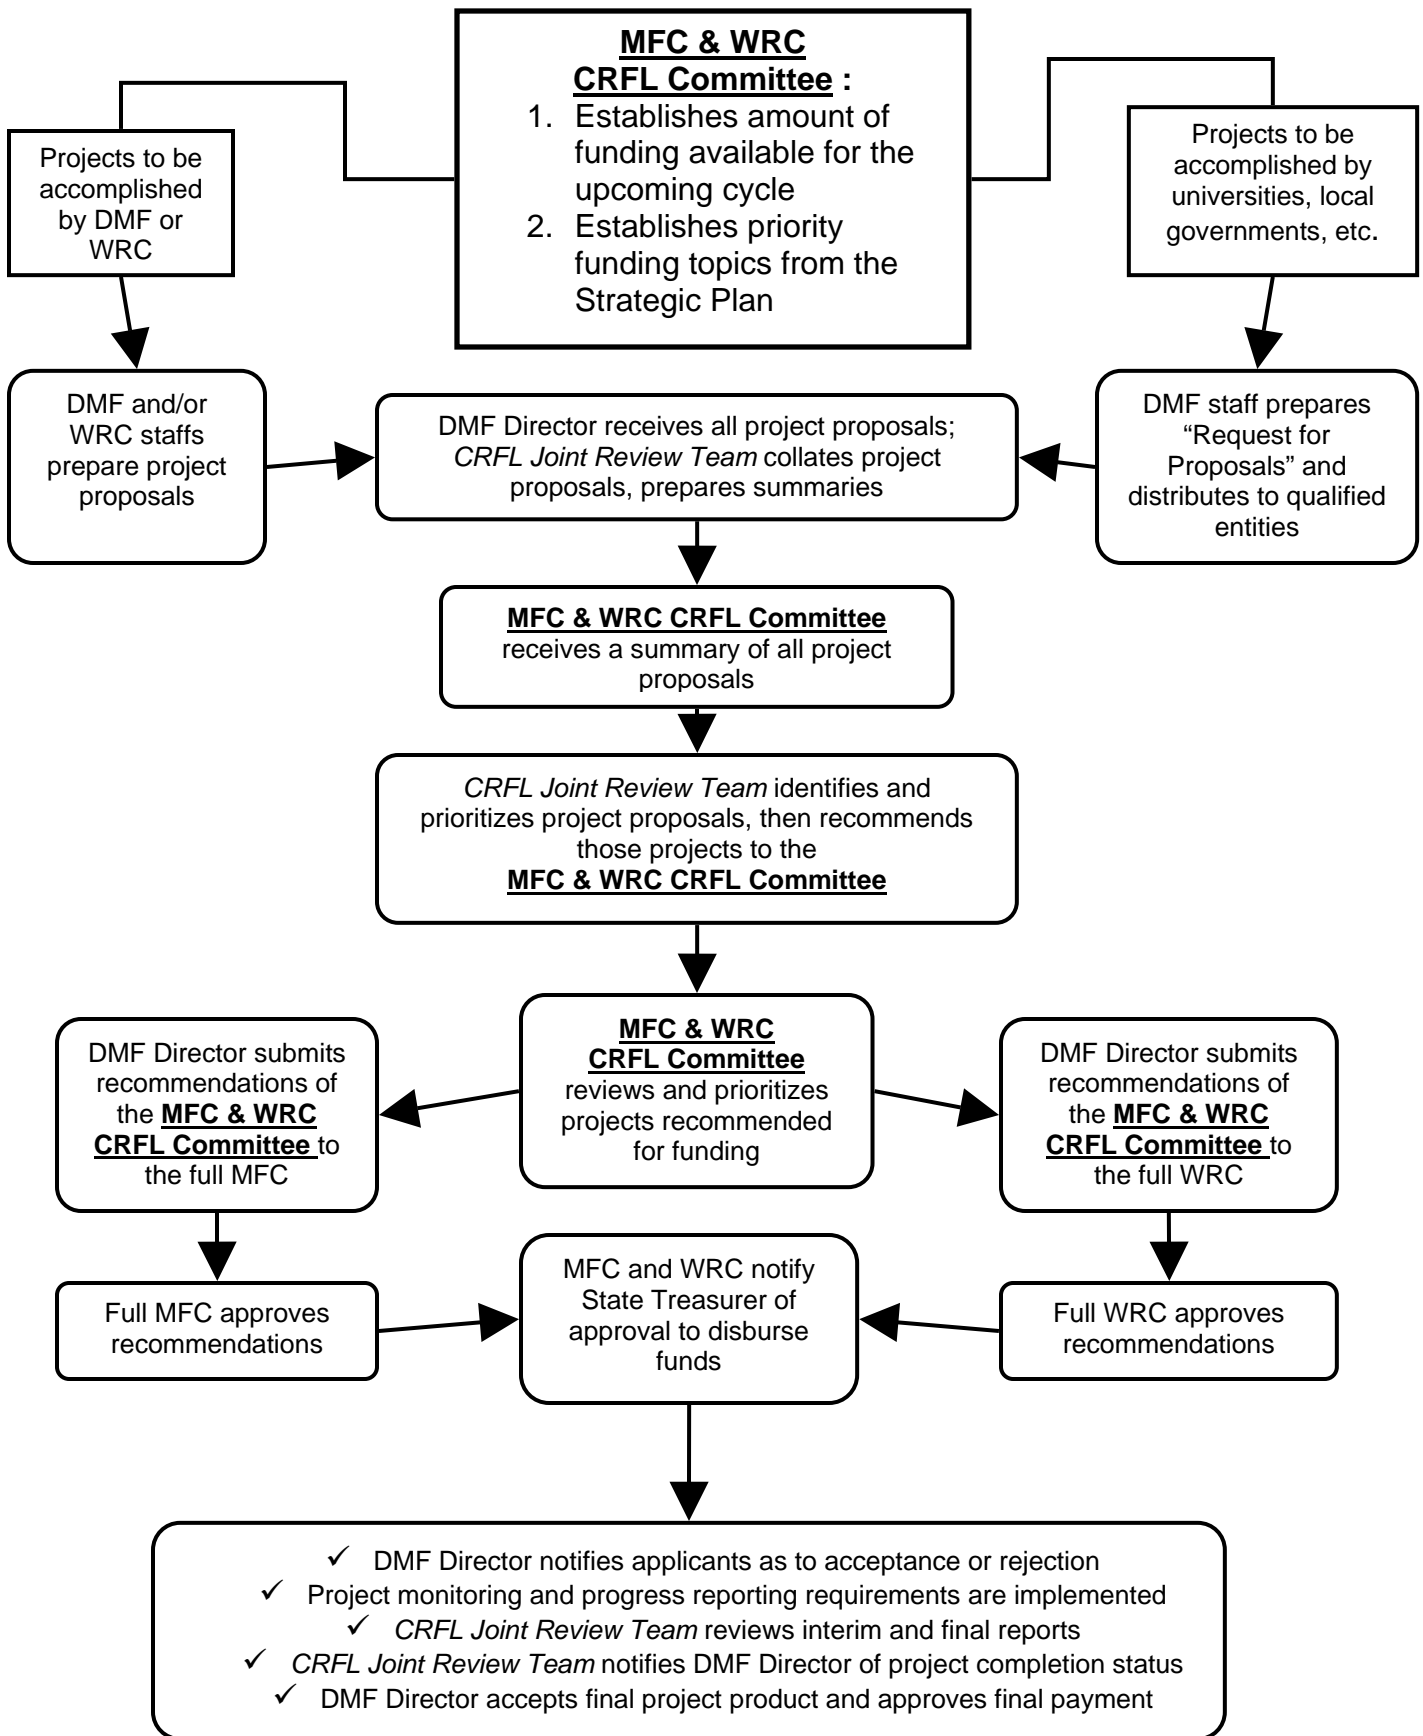 MFC & WRC
CRFL Committee :
1. Establishes amount of
funding available for the
upcoming cycle
2. Establishes priority
funding topics from the
Strategic Plan
Projects to be
accomplished
by DMF or
WRC
Projects to be
accomplished by
universities, local
governments, etc.
DMF and/or
WRC staffs
prepare project
proposals
DMF Director receives all project proposals;
CRFL Joint Review Team collates project
proposals, prepares summaries
DMF staff prepares
“Request for
Proposals” and
distributes to qualified
entities
MFC & WRC CRFL Committee
receives a summary of all project
proposals
CRFL Joint Review Team identifies and
prioritizes project proposals, then recommends
those projects to the
MFC & WRC CRFL Committee
DMF Director submits
recommendations of
the MFC & WRC
CRFL Committee to
the full MFC
MFC & WRC
CRFL Committee
reviews and prioritizes
projects recommended
for funding
DMF Director submits
recommendations of
the MFC & WRC
CRFL Committee to
the full WRC
Full MFC approves
recommendations
MFC and WRC notify
State Treasurer of
approval to disburse
funds
Full WRC approves
recommendations
✓ DMF Director notifies applicants as to acceptance or rejection
✓ Project monitoring and progress reporting requirements are implemented
✓ CRFL Joint Review Team reviews interim and final reports
✓ CRFL Joint Review Team notifies DMF Director of project completion status
✓ DMF Director accepts final project product and approves final payment